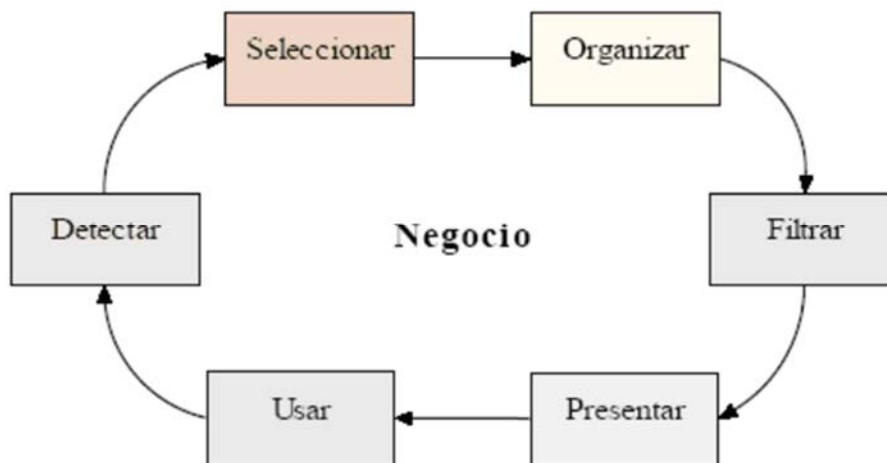 Seleccionar
Organizar
Detectar
Negocio
Filtrar
Usar
Presentar